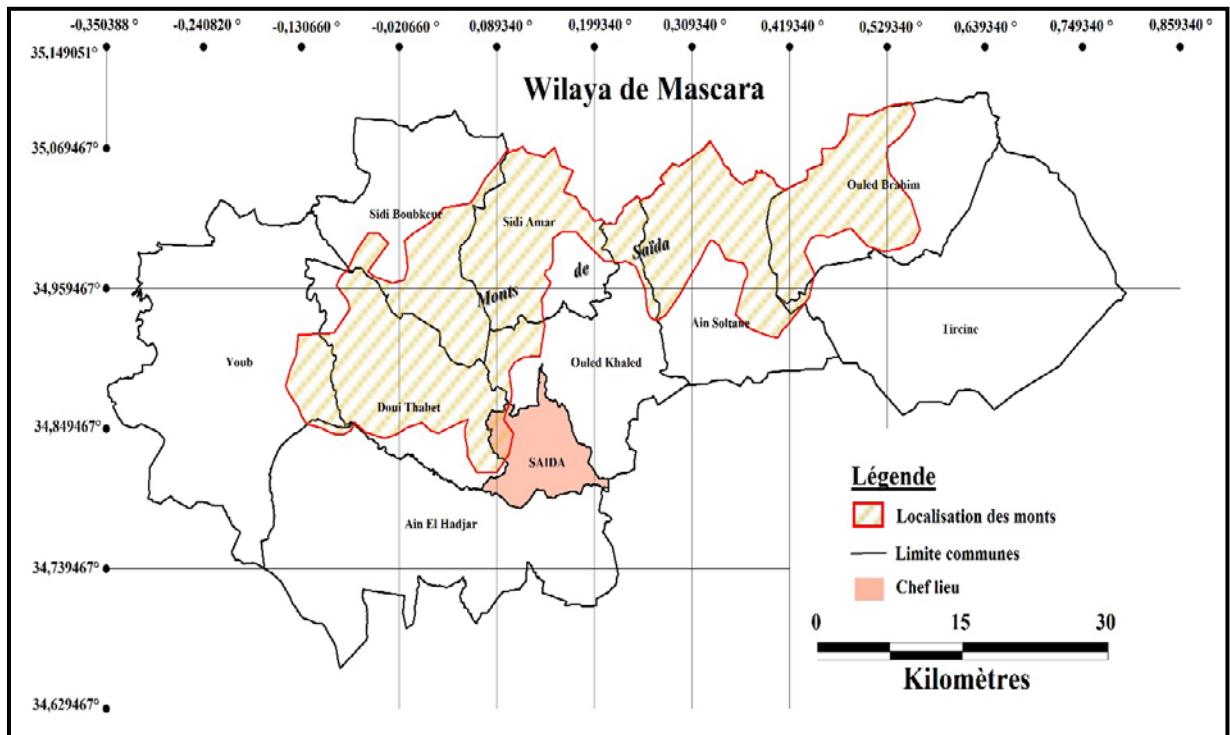 -0,350388 ° -0,240820 ° -0,130660 ° -0,020660 ° 0,089340 ° 0,199340 ° 0,309340 ° 0,419340 ° 0,529340 ° 0,639340 ° 0,749340 ° 0,859340 °
35,149051°
Wilaya de Mascara
35,069467°
Ouled Brahim
Sidi Boubkeur
Sidi Amar
Saïda
de
34,959467°
Monts
Ain Soltane
Tircine
Youb
Ouled Khaled
Doui Thabet
34,849467°
SAIDA
Légende
Localisation des monts
Ain El Hadjar
Limite communes
34,739467°
Chef lieu
0 15 30
Kilomètres
34,629467°